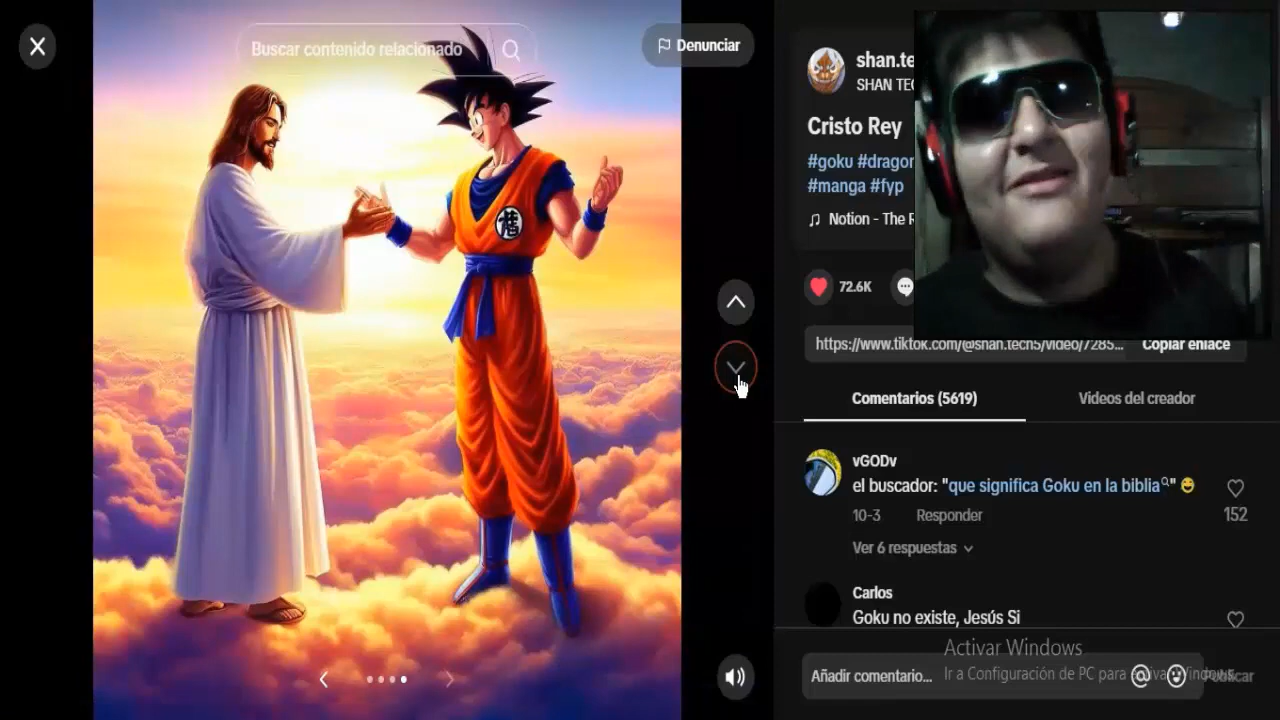 Buscar contenido relacionado
Denunciar
shan.te
SHAN TEC
Cristo Rey
#goku #dragor
#manga #fyp
Notion - The R
72.6K
https://www.tiktok.com/@shan.tech5/video/7285...
Copiar enlace
Comentarios (5619)
Videos del creador
vGODv
el buscador: "que significa Goku en la biblia" 😄
152
10-3 Responder
Ver 6 respuestas
Carlos
Goku no existe, Jesús Si
Activar Windows
Ir a Configuración de PC para activar Windows.
Añadir comentario...
Publicar